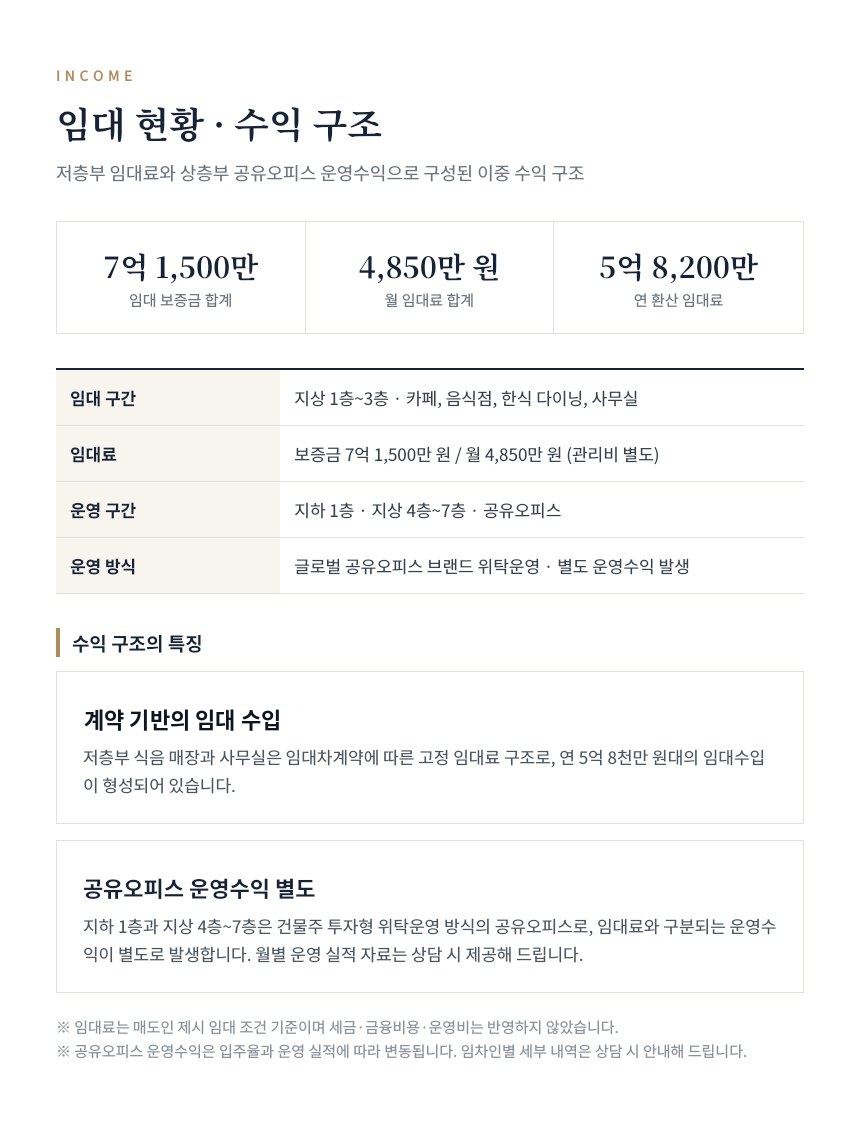 INCOME
임대 현황 · 수익 구조
저층부 임대료와 상층부 공유오피스 운영수익으로 구성된 이중 수익 구조
7억 1,500만
임대 보증금 합계
4,850만 원
월 임대료 합계
5억 8,200만
연 환산 임대료
임대 구간
지상 1층~3층 · 카페, 음식점, 한식 다이닝, 사무실
임대료
보증금 7억 1,500만 원 / 월 4,850만 원 (관리비 별도)
운영 구간
지하 1층 · 지상 4층~7층 · 공유오피스
운영 방식
글로벌 공유오피스 브랜드 위탁운영 · 별도 운영수익 발생
수익 구조의 특징
계약 기반의 임대 수입
저층부 식음 매장과 사무실은 임대차계약에 따른 고정 임대료 구조로, 연 5억 8천만 원대의 임대수입
이 형성되어 있습니다.
공유오피스 운영수익 별도
지하 1층과 지상 4층~7층은 건물주 투자형 위탁운영 방식의 공유오피스로, 임대료와 구분되는 운영수
익이 별도로 발생합니다. 월별 운영 실적 자료는 상담 시 제공해 드립니다.
※ 임대료는 매도인 제시 임대 조건 기준이며 세금·금융비용·운영비는 반영하지 않았습니다.
※ 공유오피스 운영수익은 입주율과 운영 실적에 따라 변동됩니다. 임차인별 세부 내역은 상담 시 안내해 드립니다.